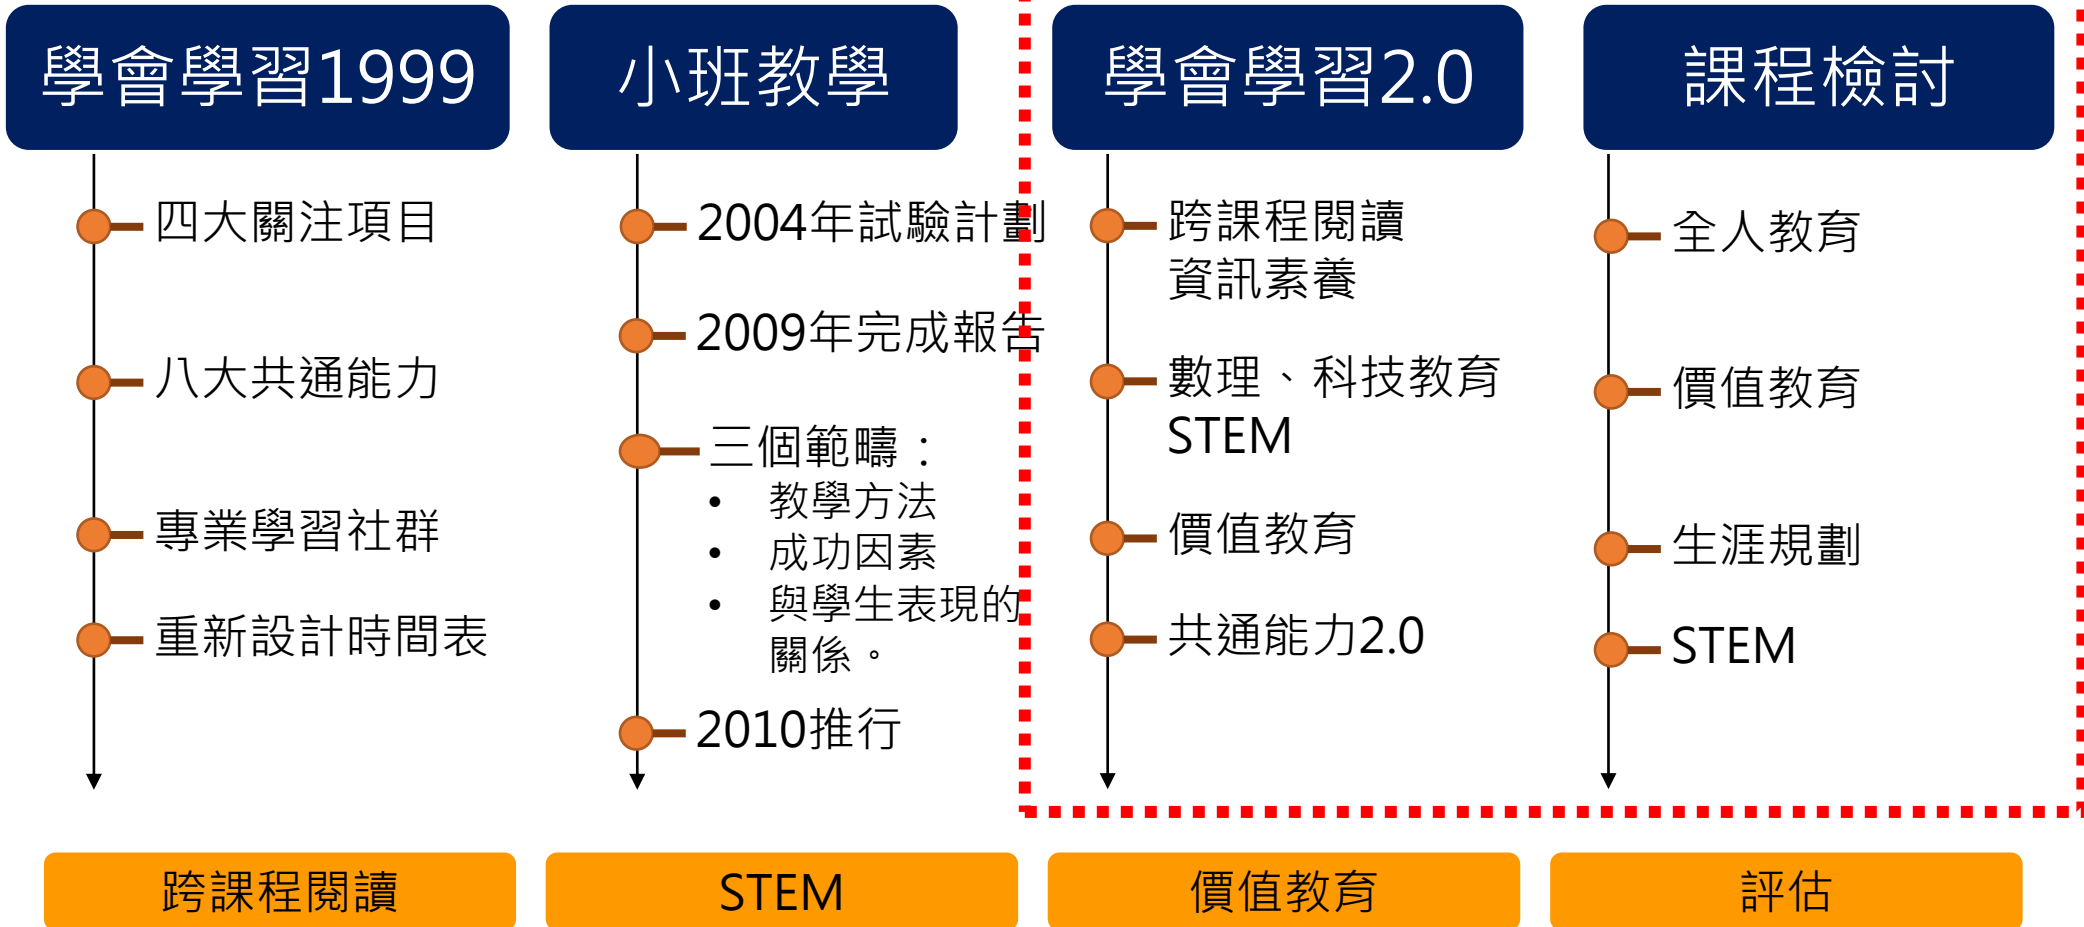 學會學習1999
四大關注項目
八大共通能力
專業學習社群
重新設計時間表
小班教學
2004年試驗計劃
2009年完成報告
三個範疇：
• 教學方法
• 成功因素
• 與學生表現的
關係。
2010推行
學會學習2.0
跨課程閱讀
資訊素養
數理、科技教育
STEM
價值教育
共通能力2.0
課程檢討
全人教育
價值教育
生涯規劃
STEM
跨課程閱讀
STEM
價值教育
評估